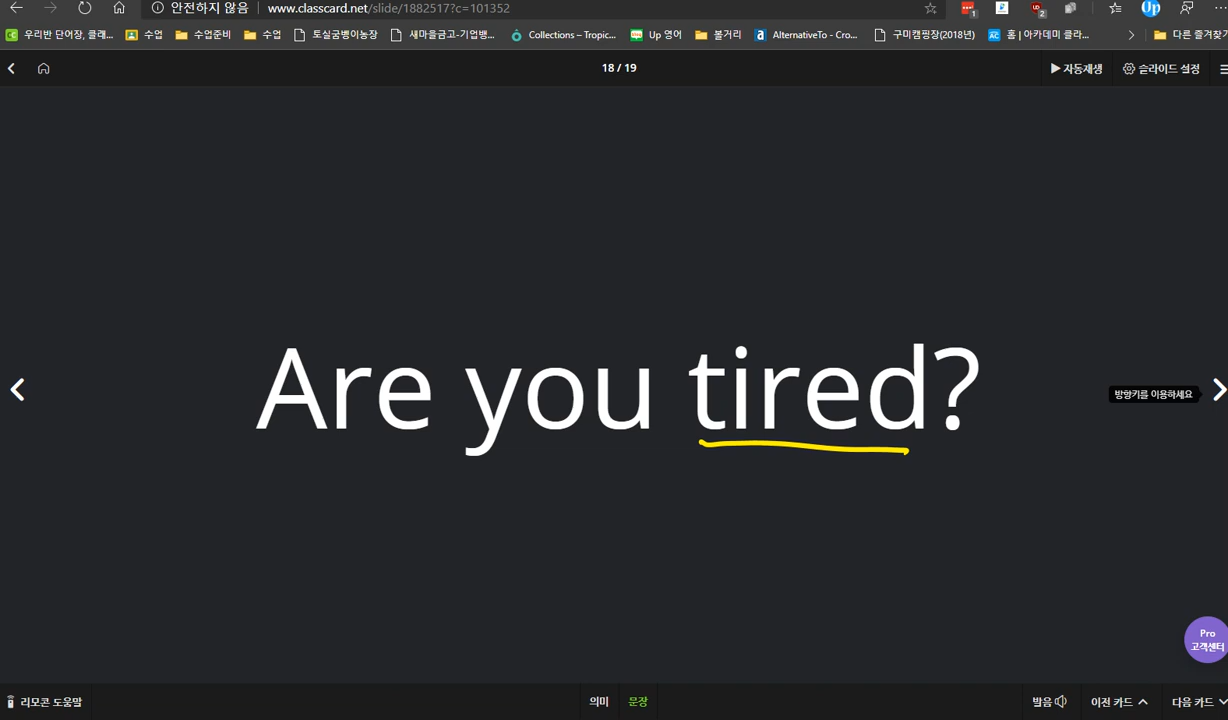 안전하지 않음 www.classcard.net/slide/1882517?c=101352
1
2
Up
우리반 단어장, 클래... 수업 수업준비 수업 토실굼벵이농장 새마을금고-기업뱅... Collections – Tropic... Up 영어 볼거리 a AlternativeTo - Cro... 구미캠핑장(2018년) AC 홈 | 아카데미 클라... 다른 즐겨찾기
18 / 19
자동재생 슬라이드 설정
Are you tired?
방향키를 이용하세요
Pro
고객센터
리모콘 도움말 의미 문장 발음 이전 카드 다음 카드